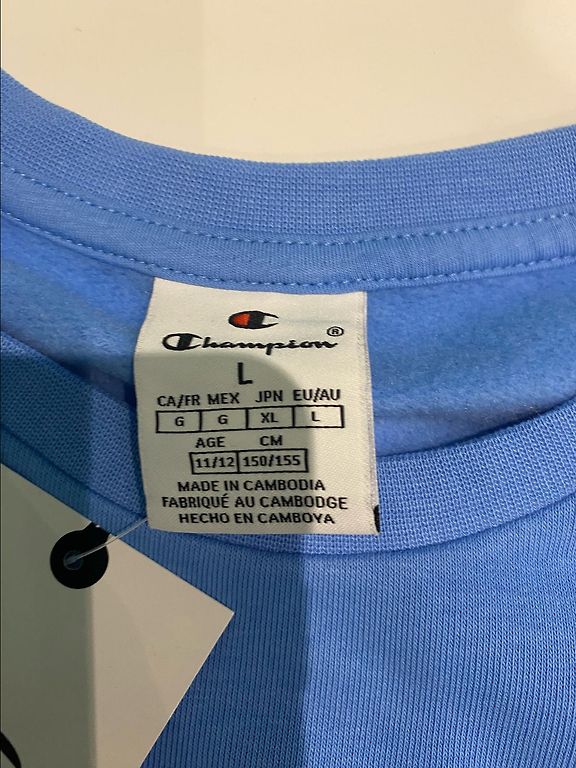 Champion®
L
CA/FR MEX JPN EU/AU
G G XL L
AGE CM
11/12 150/155
MADE IN CAMBODIA
FABRIQUÉ AU CAMBODGE
HECHO EN CAMBOYA